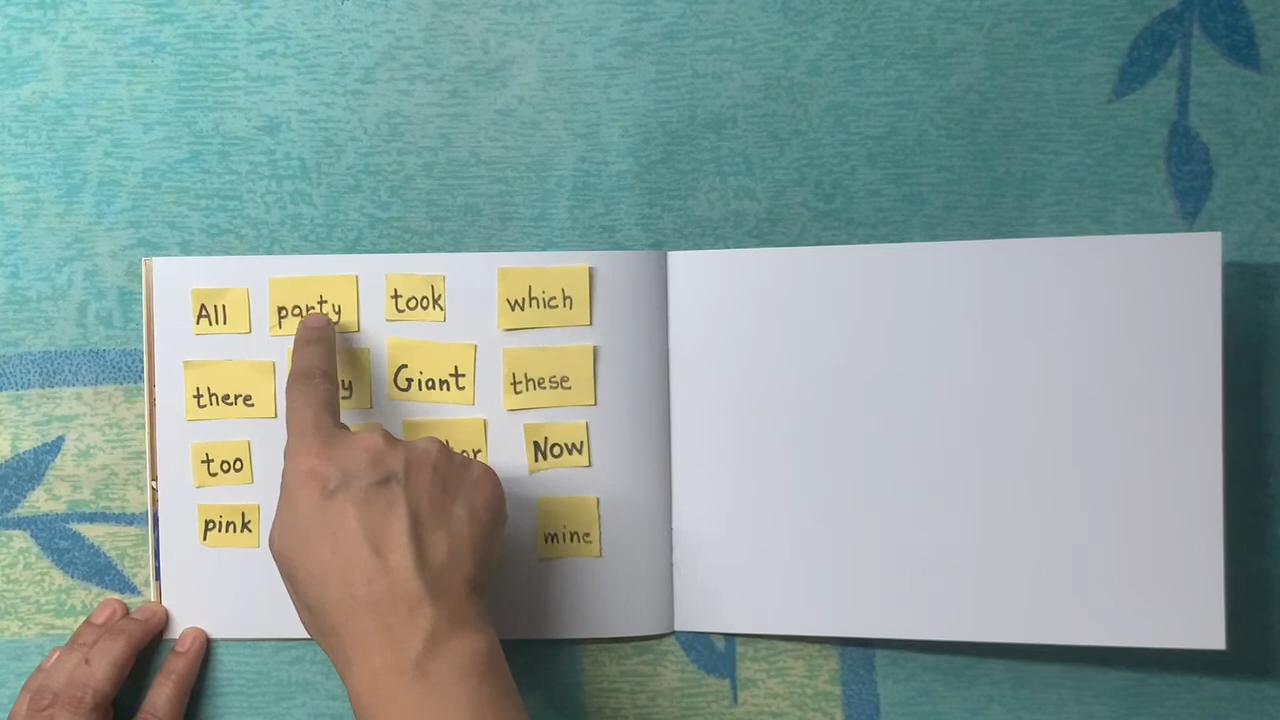 All party took which
there Giant these
too Now
pink mine